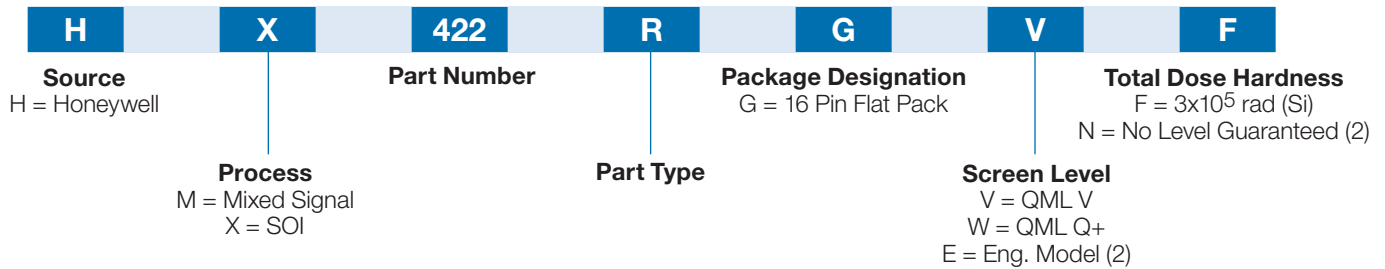 H X 422 R G V F
Source
H = Honeywell
Process
M = Mixed Signal
X = SOI
Part Number
Part Type
Package Designation
G = 16 Pin Flat Pack
Screen Level
V = QML V
W = QML Q+
E = Eng. Model (2)
Total Dose Hardness
F = 3x10⁵ rad (Si)
N = No Level Guaranteed (2)